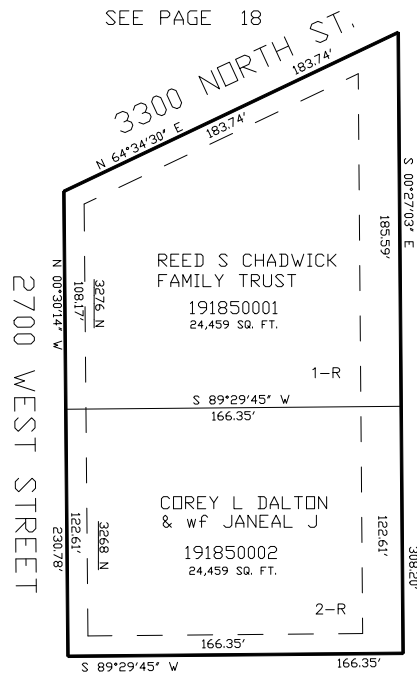 SEE PAGE 18
3300 NORTH ST.
183.74'
N 64°34'30" E
183.74'
S 00°27'03" E
185.59'
REED S CHADWICK
FAMILY TRUST
191850001
24,459 SQ. FT.
N 00°30'14" W
108.17'
3276 N
1-R
2700 WEST STREET
S 89°29'45" W
166.35'
COREY L DALTON
& wf JANEAL J
191850002
24,459 SQ. FT.
230.78'
122.61'
3268 N
122.61'
308.20'
2-R
166.35'
S 89°29'45" W
166.35'